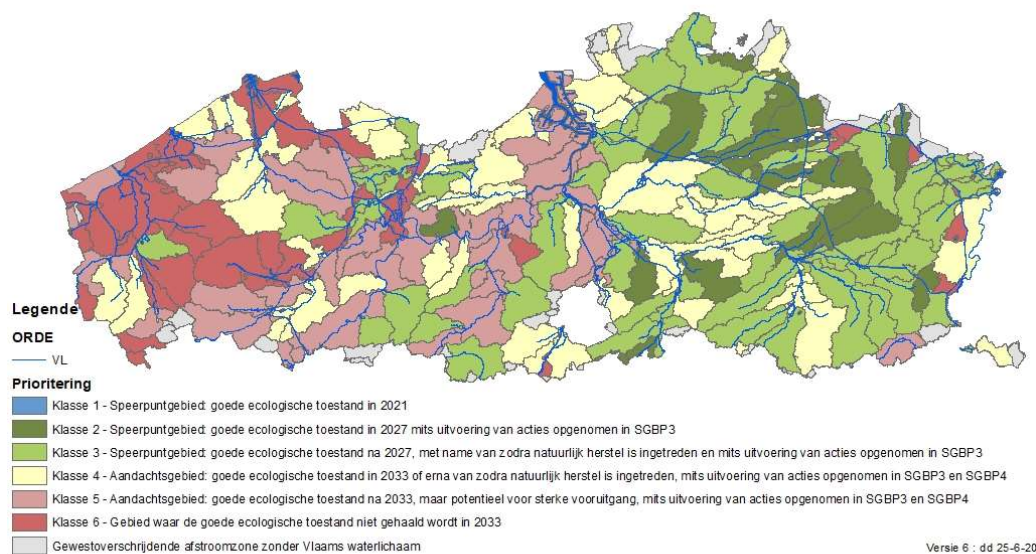 Legende
ORDE
VL
Prioritering
Klasse 1 - Speerpuntgebied: goede ecologische toestand in 2021
Klasse 2 - Speerpuntgebied: goede ecologische toestand in 2027 mits uitvoering van acties opgenomen in SGBP3
Klasse 3 - Speerpuntgebied: goede ecologische toestand na 2027, met name van zodra natuurlijk herstel is ingetreden en mits uitvoering van acties opgenomen in SGBP3
Klasse 4 - Aandachtsgebied: goede ecologische toestand in 2033 of erna van zodra natuurlijk herstel is ingetreden, mits uitvoering van acties opgenomen in SGBP3 en SGBP4
Klasse 5 - Aandachtsgebied: goede ecologische toestand na 2033, maar potentieel voor sterke vooruitgang, mits uitvoering van acties opgenomen in SGBP3 en SGBP4
Klasse 6 - Gebied waar de goede ecologische toestand niet gehaald wordt in 2033
Gewestoverschrijdende afstroomzone zonder Vlaams waterlichaam
Versie 6 : dd 25-6-20